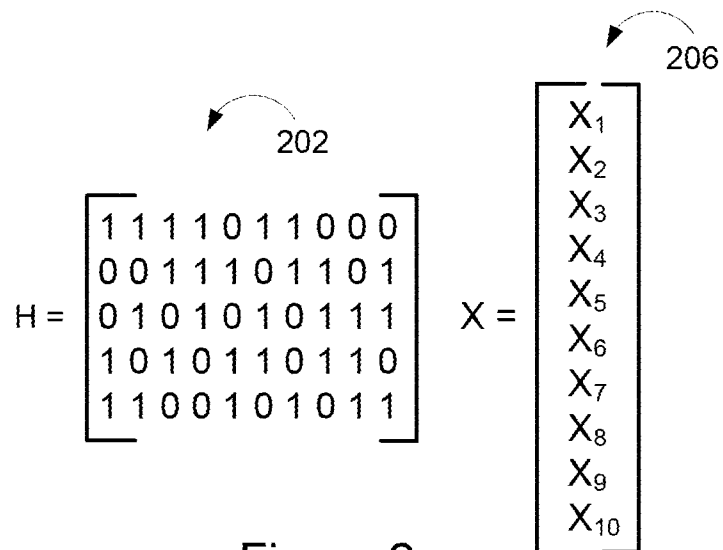 206
202
H =
1 1 1 1 0 1 1 0 0 0
0 0 1 1 1 0 1 1 0 1
0 1 0 1 0 1 0 1 1 1
1 0 1 0 1 1 0 1 1 0
1 1 0 0 1 0 1 0 1 1
X =
X1
X2
X3
X4
X5
X6
X7
X8
X9
X10